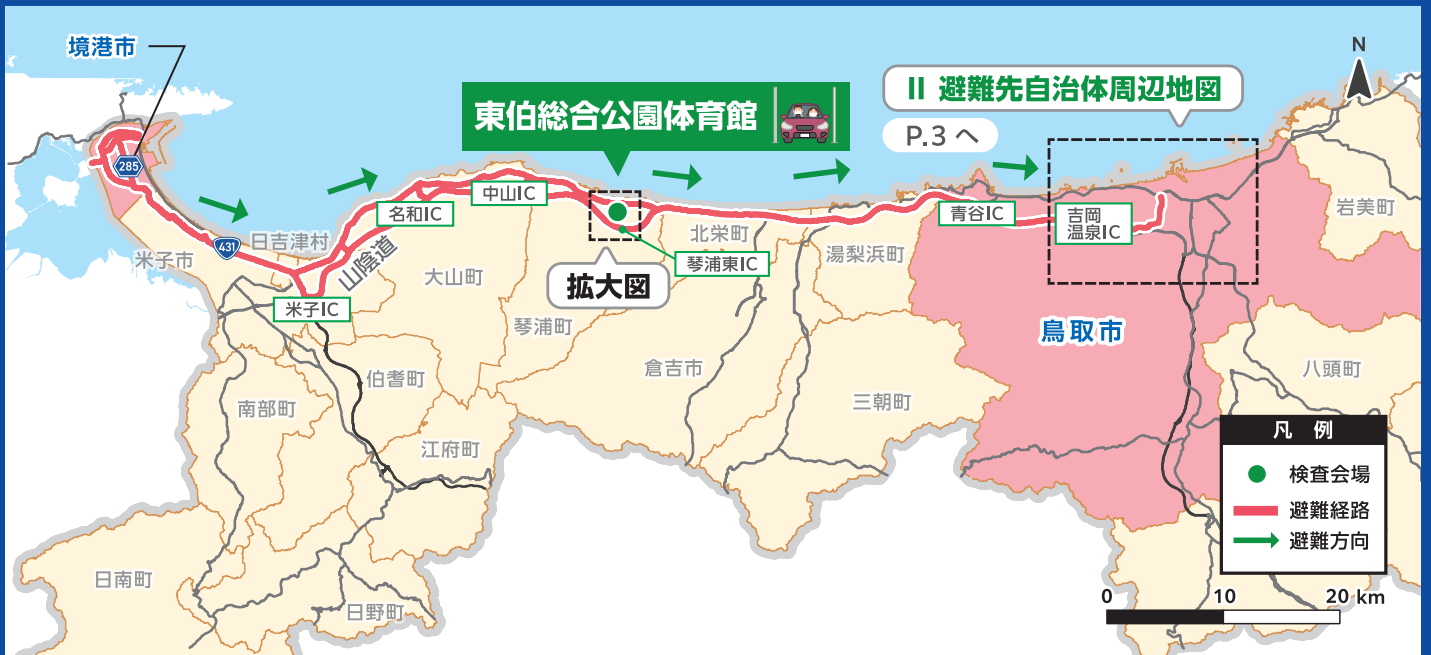 境港市
N
II 避難先自治体周辺地図
東伯総合公園体育館
P.3 へ
285
中山IC
名和IC
青谷IC
吉岡
温泉IC
岩美町
431
日吉津村
米子市
山陰道
北栄町
湯梨浜町
琴浦東IC
大山町
拡大図
米子IC
琴浦町
鳥取市
倉吉市
八頭町
伯耆町
南部町
三朝町
江府町
凡 例
検査会場
避難経路
避難方向
日南町
日野町
0 10 20 km